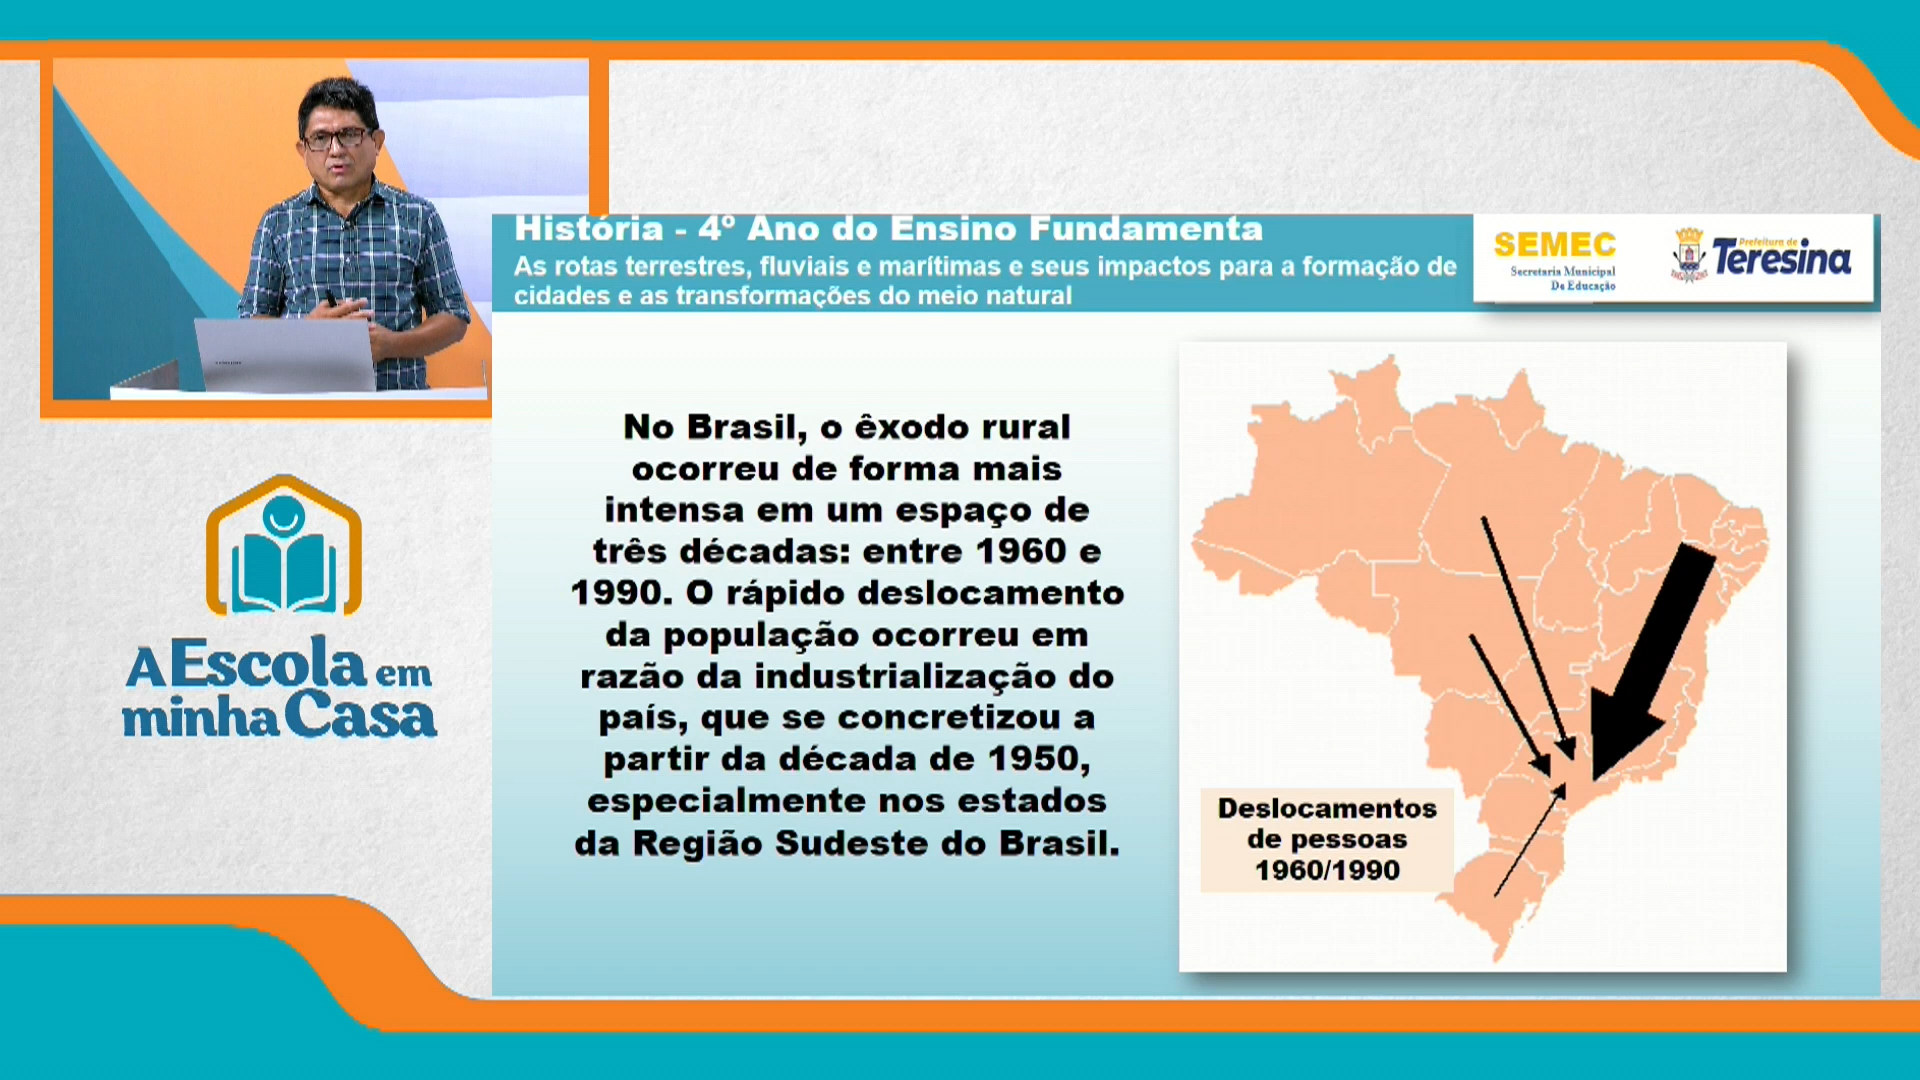 História - 4º Ano do Ensino Fundamenta
As rotas terrestres, fluviais e marítimas e seus impactos para a formação de
cidades e as transformações do meio natural
SEMEC
Secretaria Municipal
De Educação
Prefeitura de
Teresina
No Brasil, o êxodo rural
ocorreu de forma mais
intensa em um espaço de
três décadas: entre 1960 e
1990. O rápido deslocamento
da população ocorreu em
razão da industrialização do
país, que se concretizou a
partir da década de 1950,
especialmente nos estados
da Região Sudeste do Brasil.
Deslocamentos
de pessoas
1960/1990
A Escola em
minha Casa